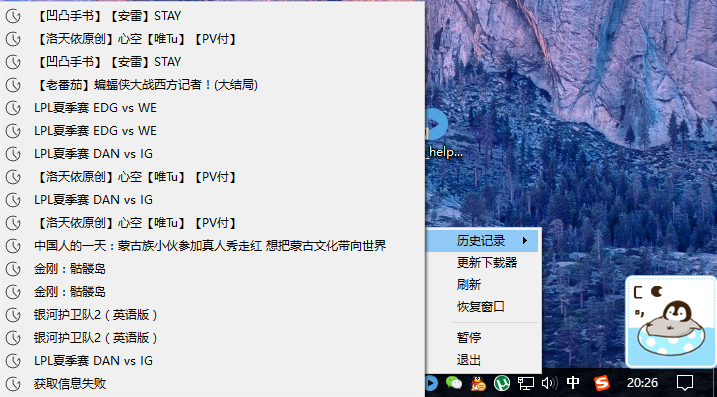 【凹凸手书】【安雷】STAY
【洛天依原创】心空【唯Tu】【PV付】
【凹凸手书】【安雷】STAY
【老番茄】蝙蝠侠大战西方记者！(大结局)
LPL夏季赛 EDG vs WE
LPL夏季赛 EDG vs WE
LPL夏季赛 DAN vs IG
【洛天依原创】心空【唯Tu】【PV付】
LPL夏季赛 DAN vs IG
【洛天依原创】心空【唯Tu】【PV付】
中国人的一天：蒙古族小伙参加真人秀走红 想把蒙古文化带向世界
金刚：骷髅岛
金刚：骷髅岛
银河护卫队2（英语版）
银河护卫队2（英语版）
LPL夏季赛 DAN vs IG
获取信息失败
_help...
历史记录
更新下载器
刷新
恢复窗口
暂停
退出
中
20:26